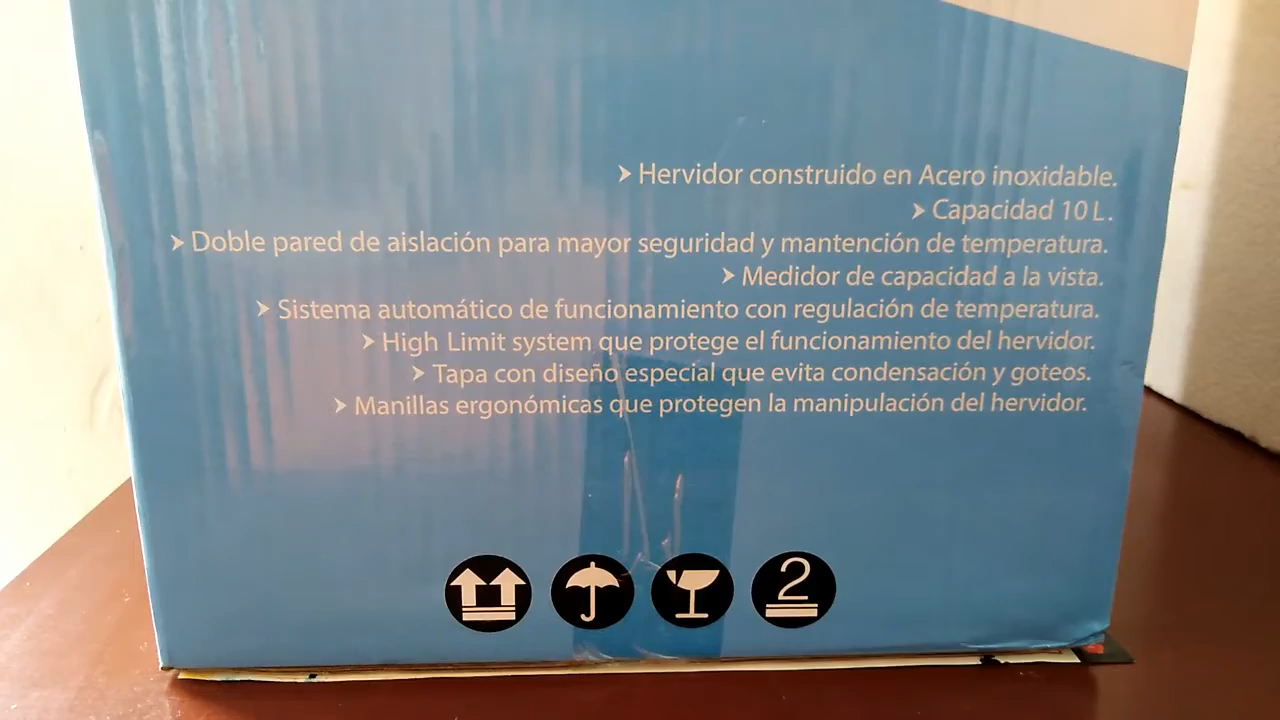 ➤ Hervidor construido en Acero inoxidable.
➤ Capacidad 10 L.
➤ Doble pared de aislación para mayor seguridad y mantención de temperatura.
➤ Medidor de capacidad a la vista.
➤ Sistema automático de funcionamiento con regulación de temperatura.
➤ High Limit system que protege el funcionamiento del hervidor.
➤ Tapa con diseño especial que evita condensación y goteos.
➤ Manillas ergonómicas que protegen la manipulación del hervidor.
2